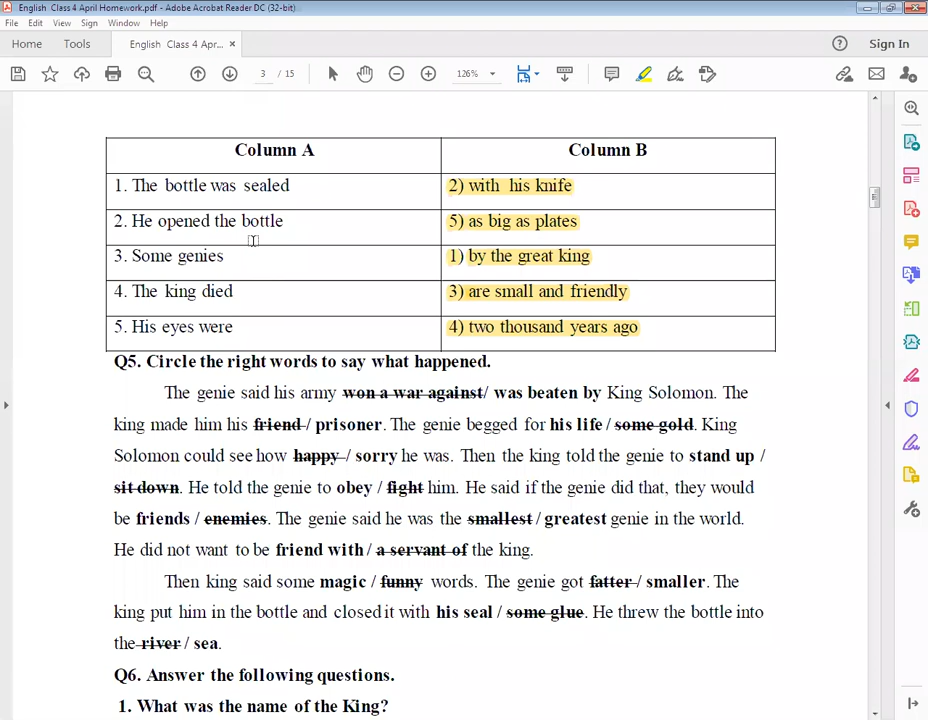 English  Class 4 April Homework.pdf - Adobe Acrobat Reader DC (32-bit)
File Edit View Sign Window Help
Home Tools English  Class 4 Apr... × Sign In
3 / 15 126%
Column A Column B
1. The bottle was sealed 2) with  his knife
2. He opened the bottle 5) as big as plates
3. Some genies 1) by the great king
4. The king died 3) are small and friendly
5. His eyes were 4) two thousand years ago
Q5. Circle the right words to say what happened.
The genie said his army won a war against/ was beaten by King Solomon. The
king made him his friend / prisoner. The genie begged for his life / some gold. King
Solomon could see how happy / sorry he was. Then the king told the genie to stand up /
sit down. He told the genie to obey / fight him. He said if the genie did that, they would
be friends / enemies. The genie said he was the smallest / greatest genie in the world.
He did not want to be friend with / a servant of the king.
Then king said some magic / funny words. The genie got fatter / smaller. The
king put him in the bottle and closed it with his seal / some glue. He threw the bottle into
the river / sea.
Q6. Answer the following questions.
1. What was the name of the King?